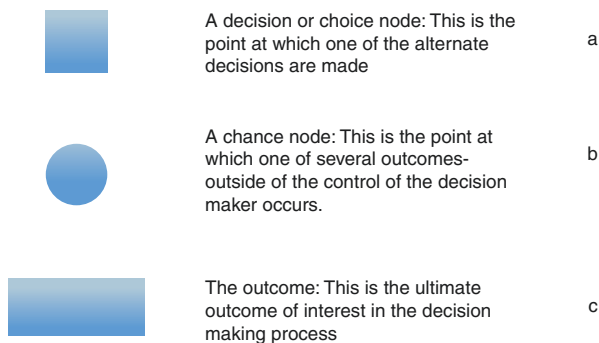 A decision or choice node: This is the
point at which one of the alternate
decisions are made
a
A chance node: This is the point at
which one of several outcomes-
outside of the control of the decision
maker occurs.
b
The outcome: This is the ultimate
outcome of interest in the decision
making process
c